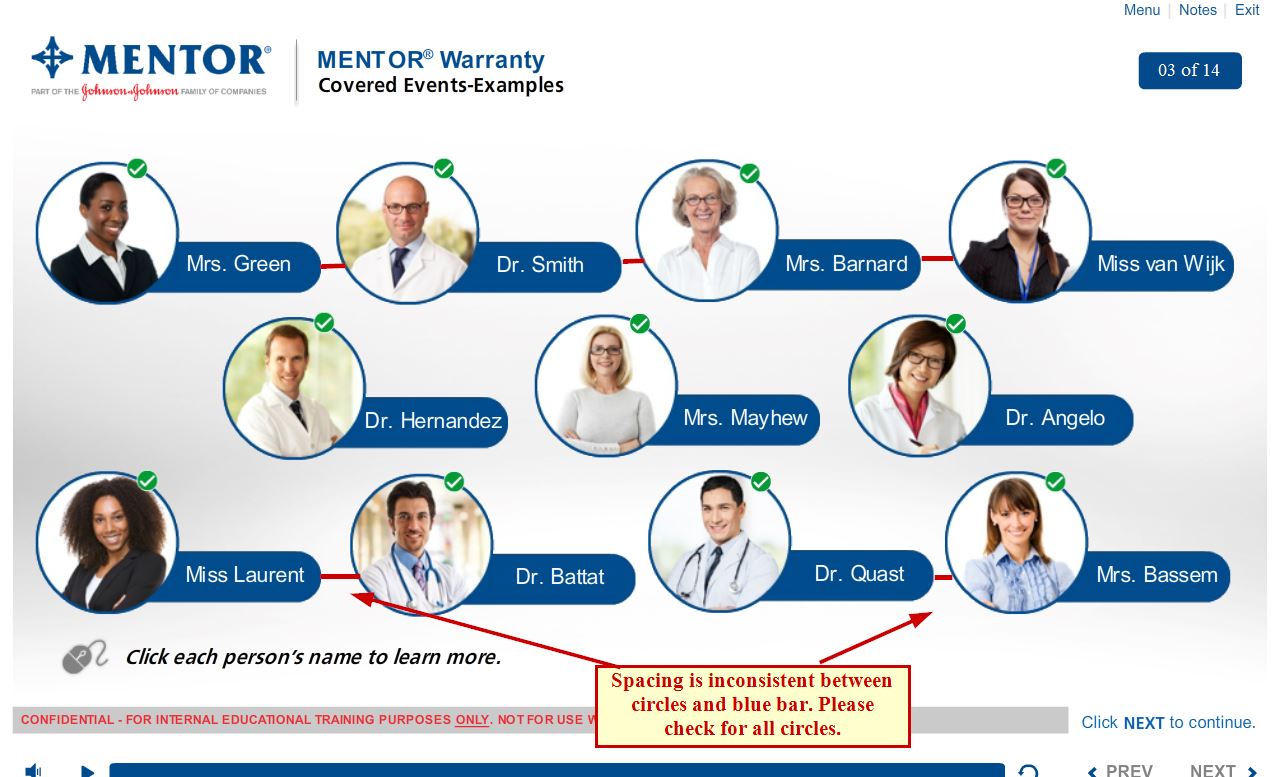 Menu | Notes | Exit
MENTOR®
PART OF THE Johnson & Johnson FAMILY OF COMPANIES
MENTOR® Warranty
Covered Events-Examples
03 of 14
Mrs. Green
Dr. Smith
Mrs. Barnard
Miss van Wijk
Dr. Hernandez
Mrs. Mayhew
Dr. Angelo
Miss Laurent
Dr. Battat
Dr. Quast
Mrs. Bassem
Click each person's name to learn more.
Spacing is inconsistent between
circles and blue bar. Please
check for all circles.
CONFIDENTIAL - FOR INTERNAL EDUCATIONAL TRAINING PURPOSES ONLY. NOT FOR USE
Click NEXT to continue.
PREV
NEXT